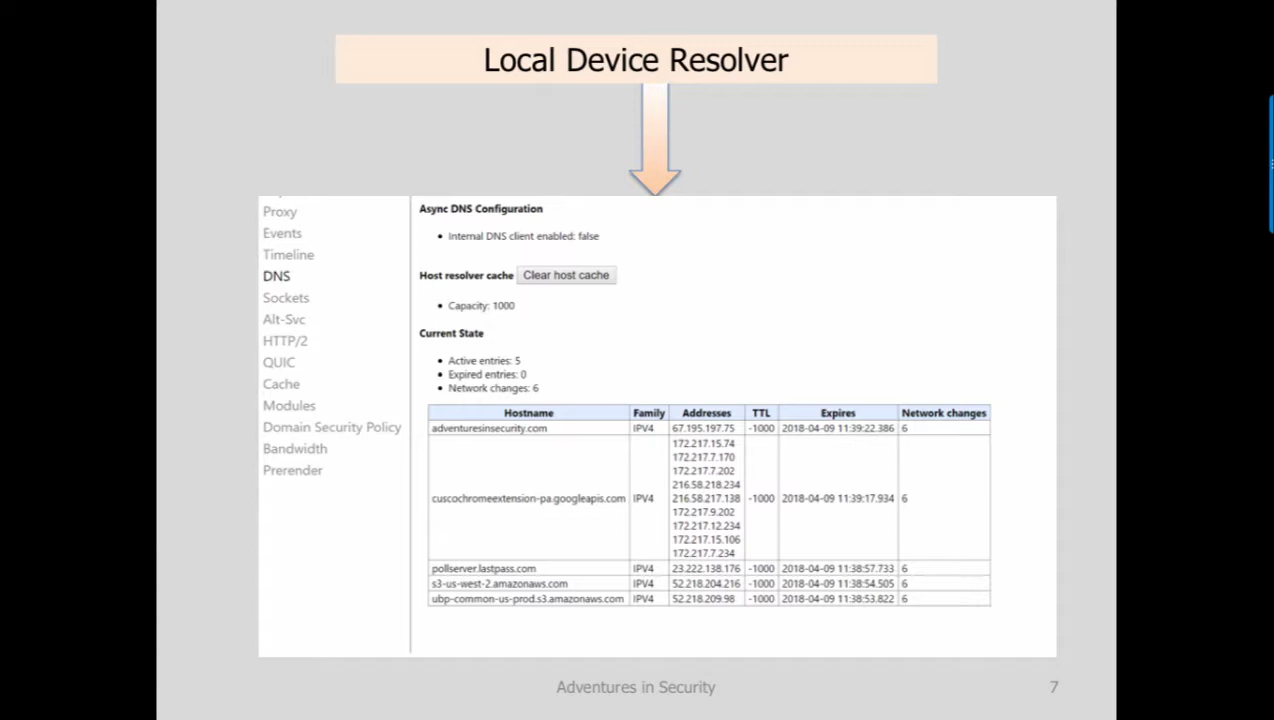 Local Device Resolver
Proxy
Events
Timeline
DNS
Sockets
Alt-Svc
HTTP/2
QUIC
Cache
Modules
Domain Security Policy
Bandwidth
Prerender
Async DNS Configuration
Internal DNS client enabled: false
Host resolver cache Clear host cache
Capacity: 1000
Current State
Active entries: 5
Expired entries: 0
Network changes: 6
Hostname Family Addresses TTL Expires Network changes
adventuresinsecurity.com IPV4 67.195.197.75 -1000 2018-04-09 11:39:22.386 6
172.217.15.74
172.217.7.170
172.217.7.202
216.58.218.234
cuscochromeextension-pa.googleapis.com IPV4 216.58.217.138 -1000 2018-04-09 11:39:17.934 6
172.217.9.202
172.217.12.234
172.217.15.106
172.217.7.234
pollserver.lastpass.com IPV4 23.222.138.176 -1000 2018-04-09 11:38:57.733 6
s3-us-west-2.amazonaws.com IPV4 52.218.204.216 -1000 2018-04-09 11:38:54.505 6
ubp-common-us-prod.s3.amazonaws.com IPV4 52.218.209.98 -1000 2018-04-09 11:38:53.822 6
Adventures in Security 7